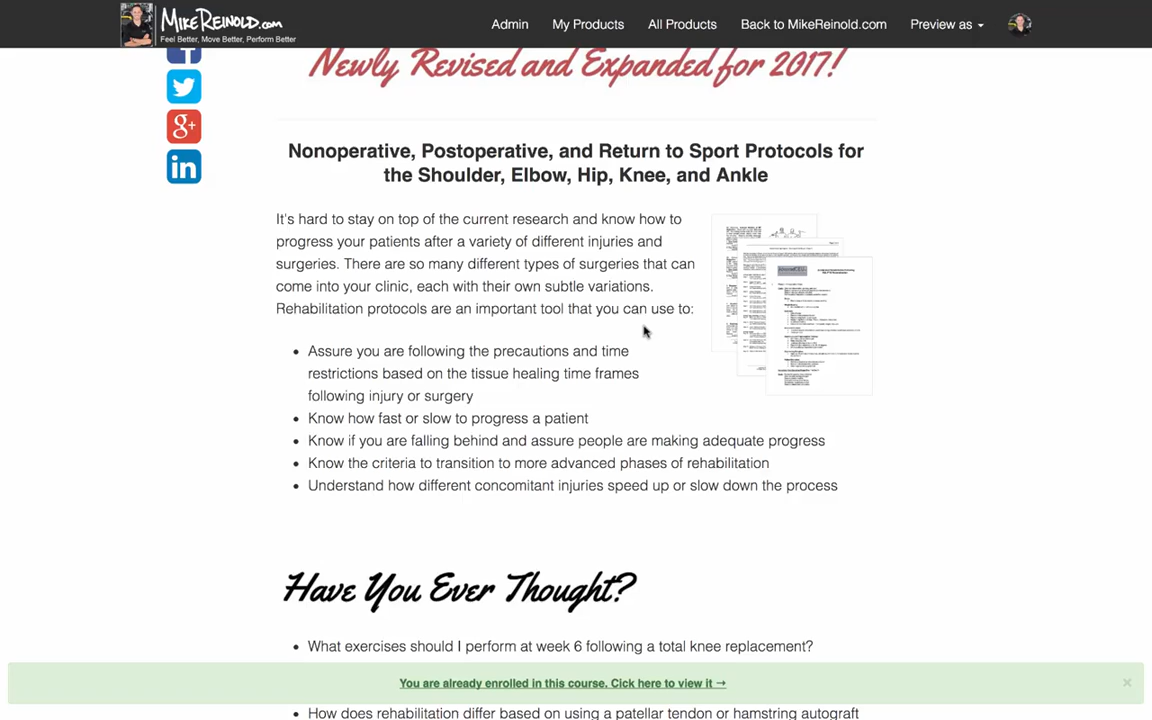 MikeReinold.com
Feel Better, Move Better, Perform Better
Admin
My Products
All Products
Back to MikeReinold.com
Preview as
Newly Revised and Expanded for 2017!
g+
in
Nonoperative, Postoperative, and Return to Sport Protocols for
the Shoulder, Elbow, Hip, Knee, and Ankle
It's hard to stay on top of the current research and know how to
progress your patients after a variety of different injuries and
surgeries. There are so many different types of surgeries that can
come into your clinic, each with their own subtle variations.
Rehabilitation protocols are an important tool that you can use to:
• Assure you are following the precautions and time
restrictions based on the tissue healing time frames
following injury or surgery
• Know how fast or slow to progress a patient
• Know if you are falling behind and assure people are making adequate progress
• Know the criteria to transition to more advanced phases of rehabilitation
• Understand how different concomitant injuries speed up or slow down the process
Have You Ever Thought?
• What exercises should I perform at week 6 following a total knee replacement?
You are already enrolled in this course. Click here to view it →
×
• How does rehabilitation differ based on using a patellar tendon or hamstring autograft